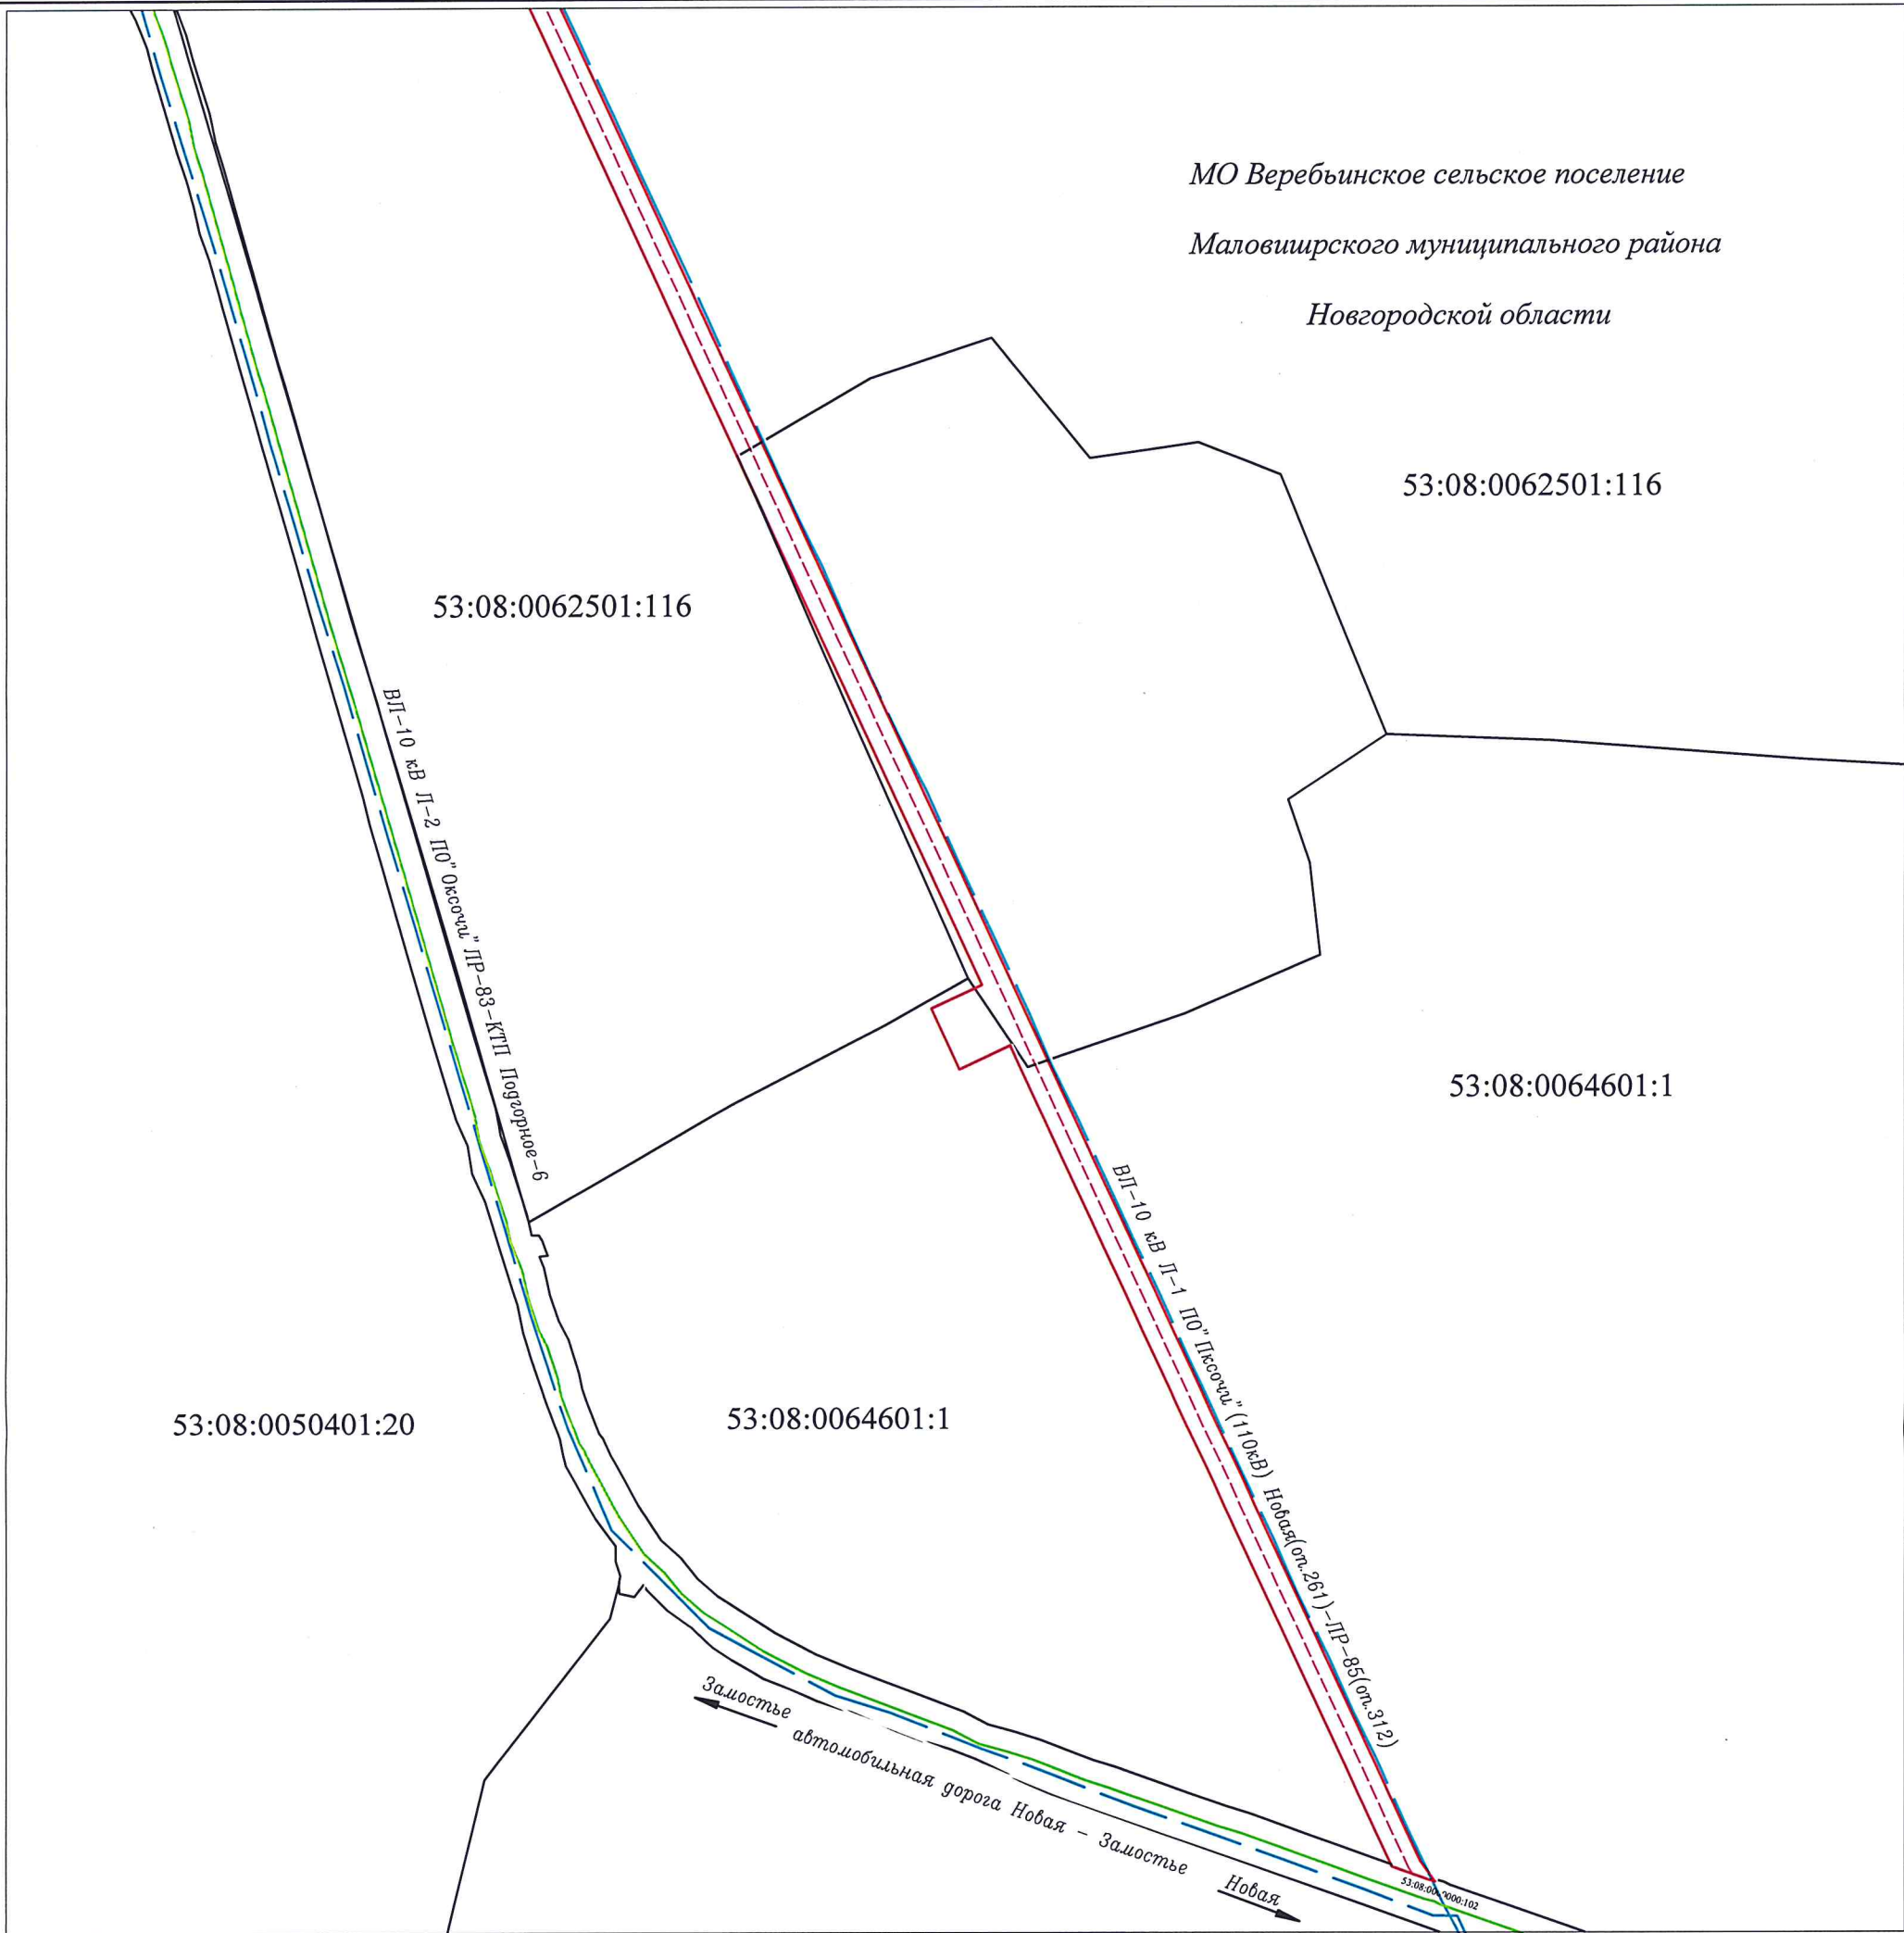 МО Веребьинское сельское поселение
Маловишрского муниципального района
Новгородской области
53:08:0062501:116
53:08:0062501:116
ВЛ-10 кВ Л-2 ПО"Оксочи" ЛР-83-КТП Подгорное-6
53:08:0064601:1
ВЛ-10 кВ Л-1 ПО"Пксочи" (110кВ) Новая(оп.261)-ЛР-85(оп.312)
53:08:0050401:20
53:08:0064601:1
Замостье
автомобильная дорога Новая - Замостье
Новая